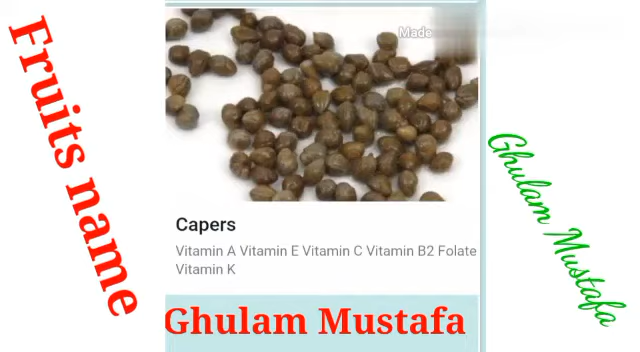 Fruits name
Made
Capers
Vitamin A Vitamin E Vitamin C Vitamin B2 Folate
Vitamin K
Ghulam Mustafa
Ghulam Mustafa